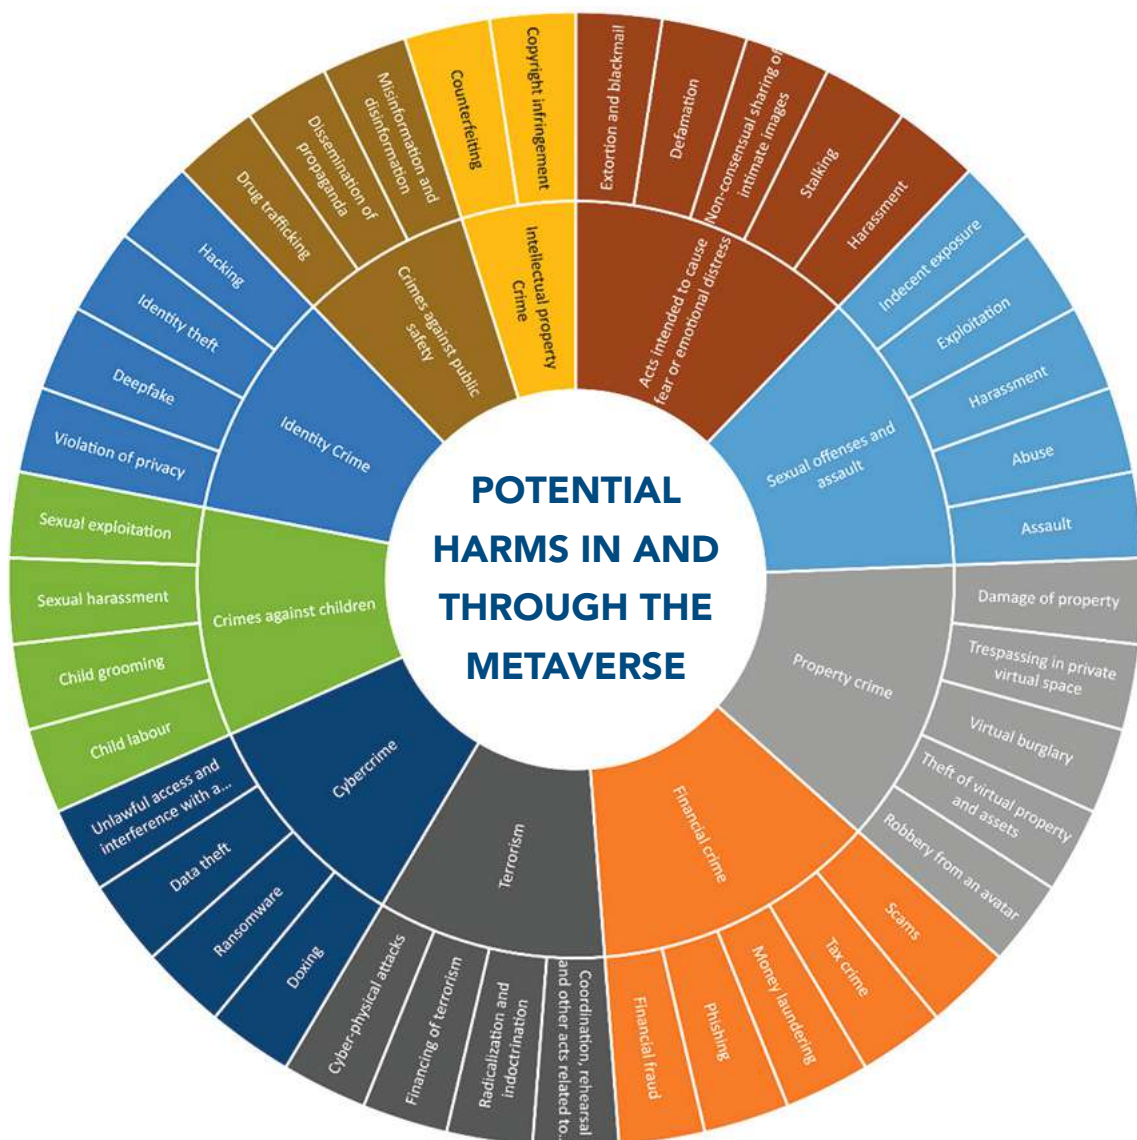 POTENTIAL
HARMS IN AND
THROUGH THE
METAVERSE
Acts intended to cause
fear or emotional distress
Extortion and blackmail
Defamation
Non-consensual sharing of
intimate images
Stalking
Harassment
Sexual offenses and
assault
Indecent exposure
Exploitation
Harassment
Abuse
Assault
Property crime
Damage of property
Trespassing in private
virtual space
Virtual burglary
Theft of virtual property
and assets
Robbery from an avatar
Financial crime
Scams
Tax crime
Money laundering
Phishing
Financial fraud
Terrorism
Coordination, rehearsal
and other acts related to...
Radicalization and
indoctrination
Financing of terrorism
Cyber-physical attacks
Cybercrime
Doxing
Ransomware
Data theft
Unlawful access and
interference with a...
Crimes against children
Child labour
Child grooming
Sexual harassment
Sexual exploitation
Identity Crime
Violation of privacy
Deepfake
Identity theft
Hacking
Crimes against public
safety
Drug trafficking
Dissemination of
propaganda
Misinformation and
disinformation
Intellectual property
Crime
Counterfeiting
Copyright infringement